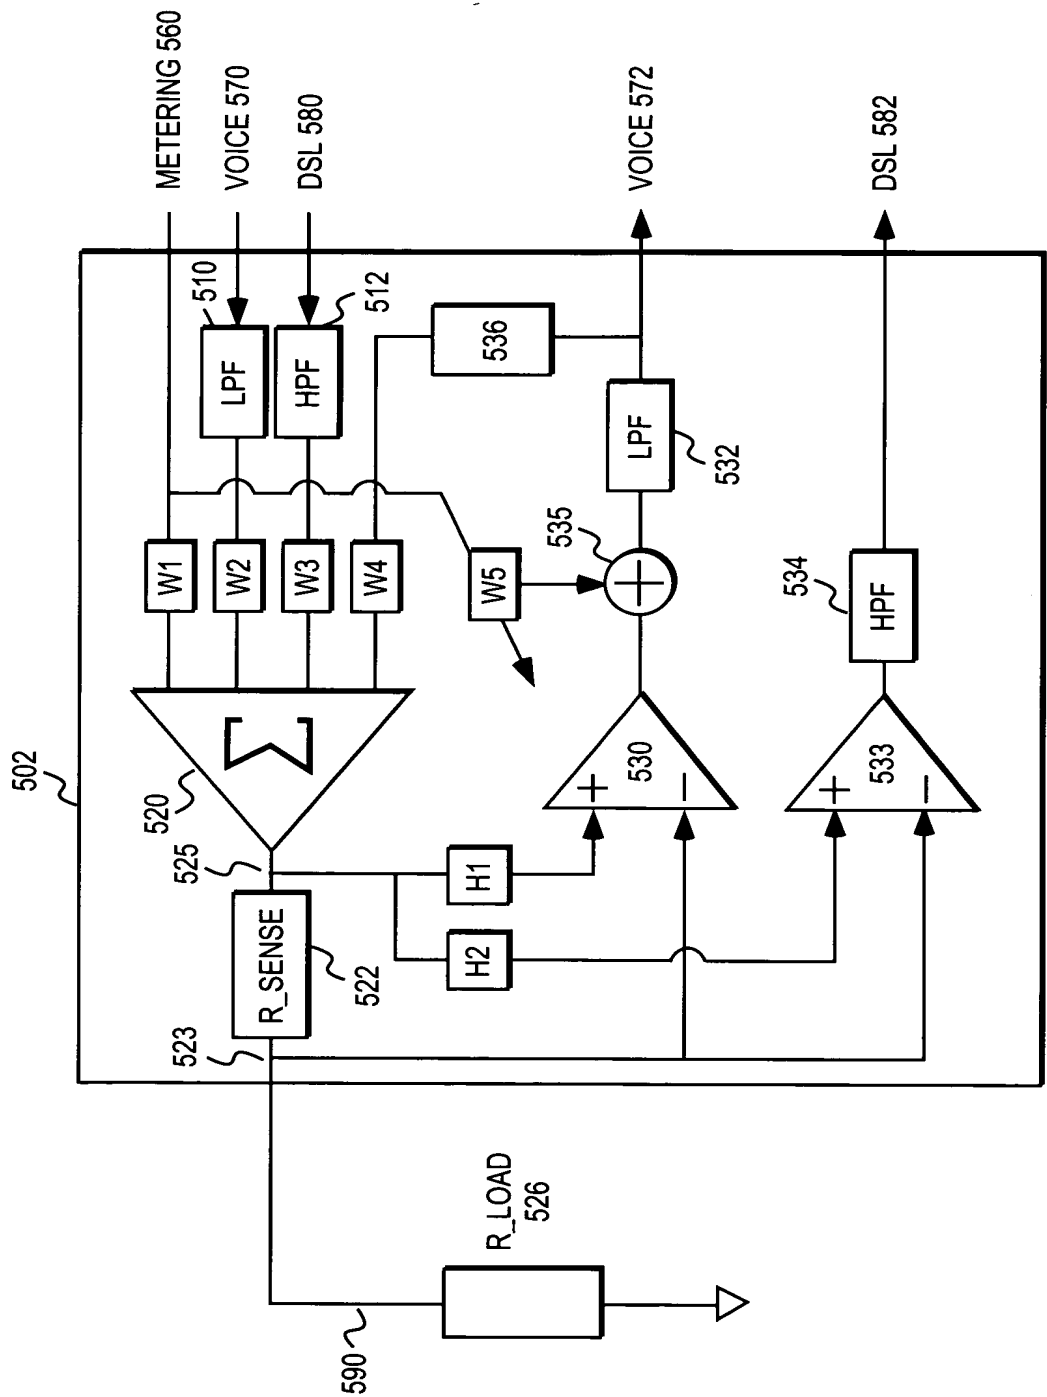 METERING 560
VOICE 570
DSL 580
VOICE 572
DSL 582
502
510
LPF
512
HPF
536
W1
W2
W3
W4
W5
535
LPF
532
534
HPF
Σ
520
525
+
530
−
+
533
−
H1
H2
R_SENSE
522
523
R_LOAD
526
590